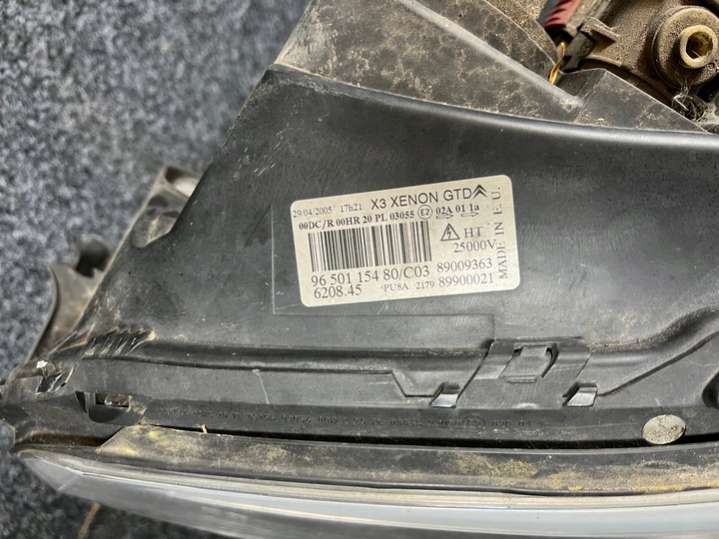 29/04/2005 17h21 X3 XENON GTD
00DC/R 00HR 20 PL 03055 E2 02A 01 1a
HT
25000V
96 501 154 80/C03 89009363
6208.45 *PU8A 2179 89900021
MADE IN E.U.